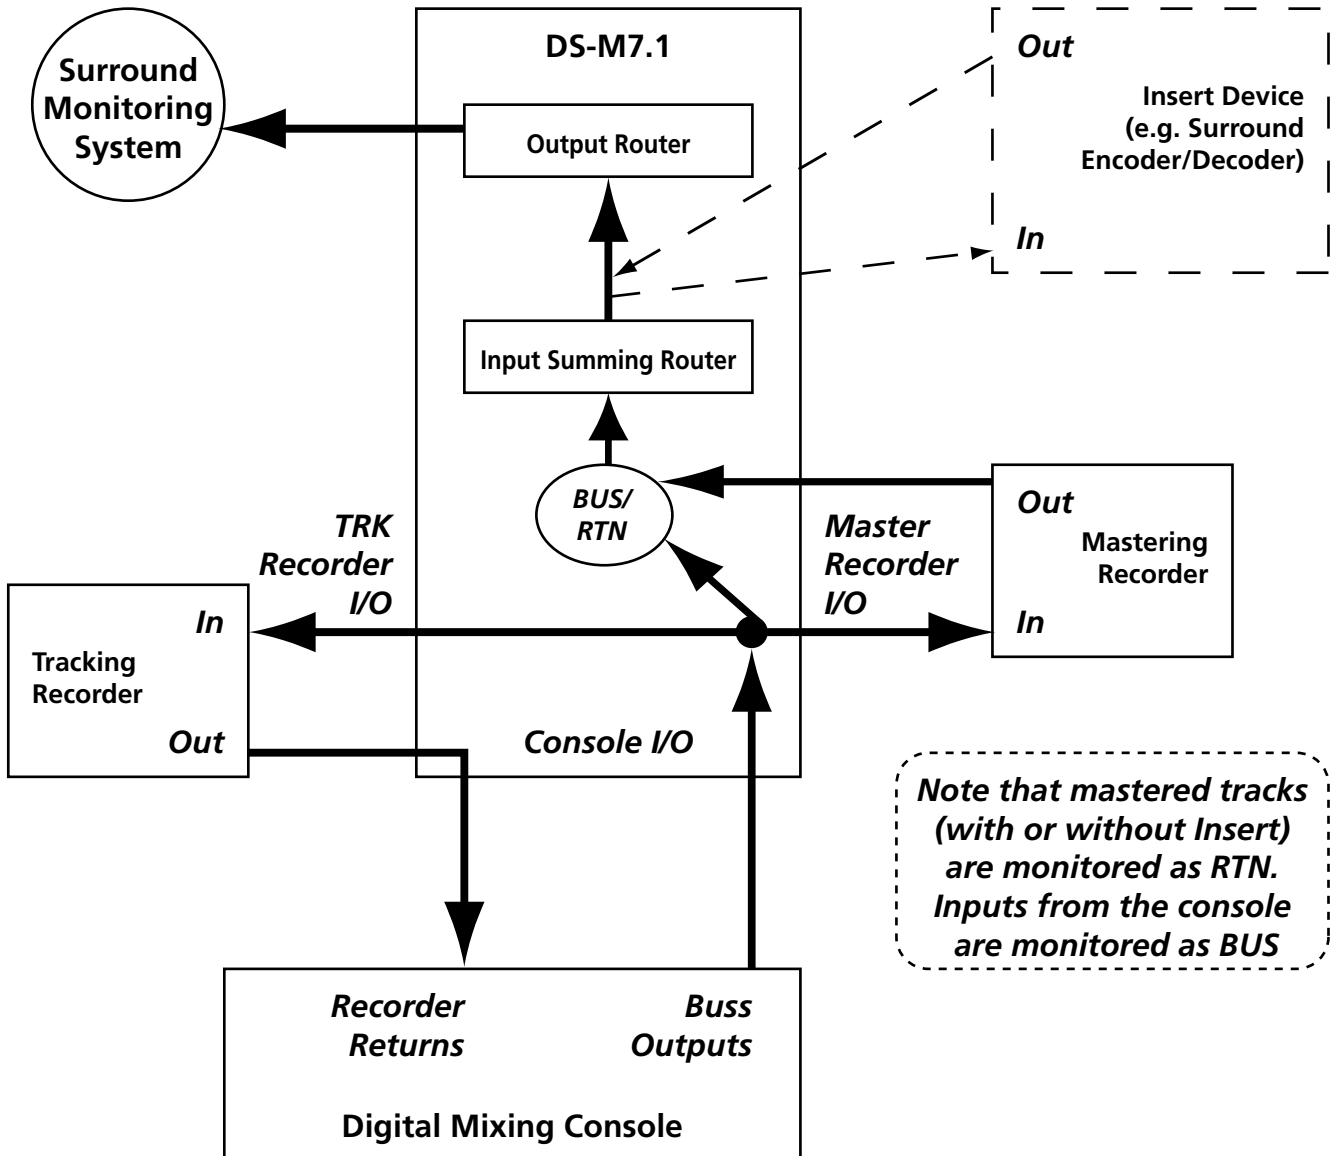 Surround
Monitoring
System
DS-M7.1
Output Router
Out
Insert Device
(e.g. Surround
Encoder/Decoder)
In
Input Summing Router
BUS/
RTN
TRK
Recorder
I/O
Master
Recorder
I/O
Out
Mastering
Recorder
In
In
Tracking
Recorder
Out
Console I/O
Note that mastered tracks
(with or without Insert)
are monitored as RTN.
Inputs from the console
are monitored as BUS
Recorder
Returns
Buss
Outputs
Digital Mixing Console